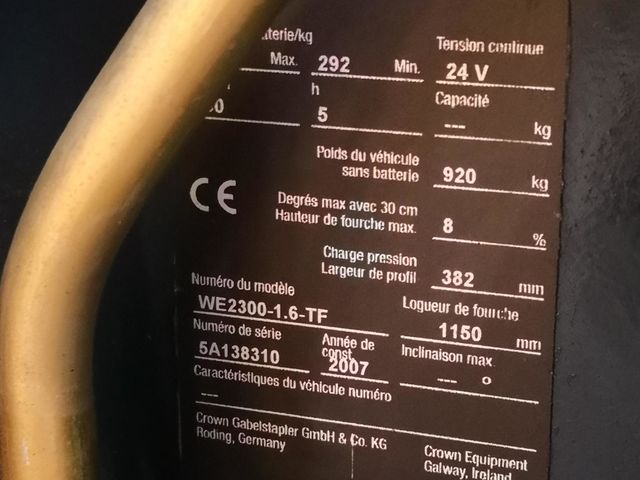 Tension continue
Max. 292 Min. 24 V
h Capacité
5 --- kg
Poids du véhicule
sans batterie 920 kg
CE
Degrés max avec 30 cm
Hauteur de fourche max. 8 %
Charge pression
Largeur de profil 382 mm
Numéro du modèle Logueur de fourche
WE2300-1.6-TF 1150 mm
Numéro de série Année de const. Inclinaison max.
5A138310 2007 --- o
Caractéristiques du véhicule numéro
---
Crown Gabelstapler GmbH & Co. KG
Roding, Germany
Crown Equipment
Galway, Ireland